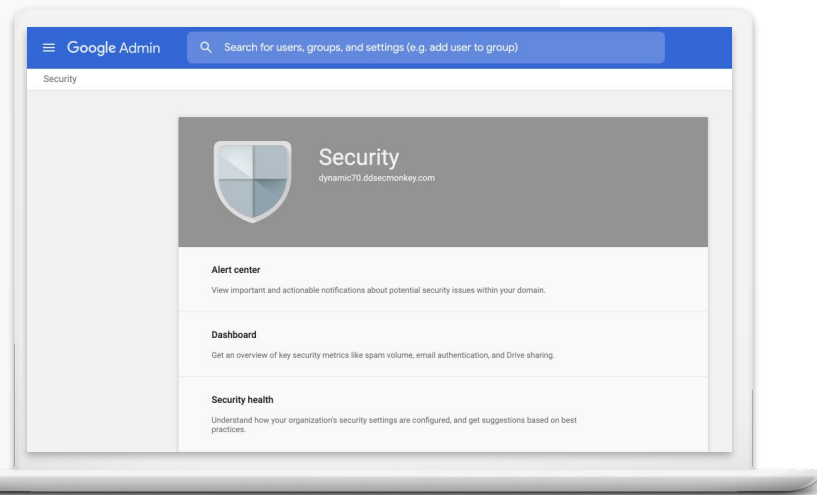 Google Admin
Search for users, groups, and settings (e.g. add user to group)
Security
Security
dynamic70.ddsecmonkey.com
Alert center
View important and actionable notifications about potential security issues within your domain.
Dashboard
Get an overview of key security metrics like spam volume, email authentication, and Drive sharing.
Security health
Understand how your organization's security settings are configured, and get suggestions based on best
practices.